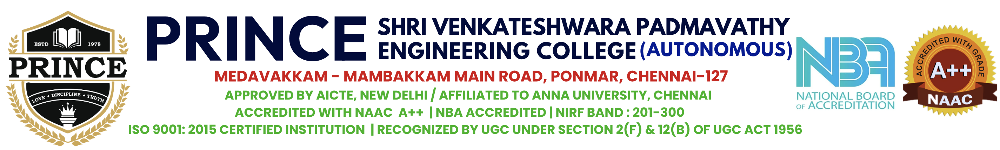 ESTD 1978
PRINCE
LOVE • DISCIPLINE • TRUTH
PRINCE
SHRI VENKATESHWARA PADMAVATHY
ENGINEERING COLLEGE (AUTONOMOUS)
MEDAVAKKAM - MAMBAKKAM MAIN ROAD, PONMAR, CHENNAI-127
APPROVED BY AICTE, NEW DELHI / AFFILIATED TO ANNA UNIVERSITY, CHENNAI
ACCREDITED WITH NAAC A++ | NBA ACCREDITED | NIRF BAND : 201-300
ISO 9001: 2015 CERTIFIED INSTITUTION | RECOGNIZED BY UGC UNDER SECTION 2(F) & 12(B) OF UGC ACT 1956
NBA
NATIONAL BOARD
OF ACCREDITATION
ACCREDITED WITH GRADE
A++
NAAC